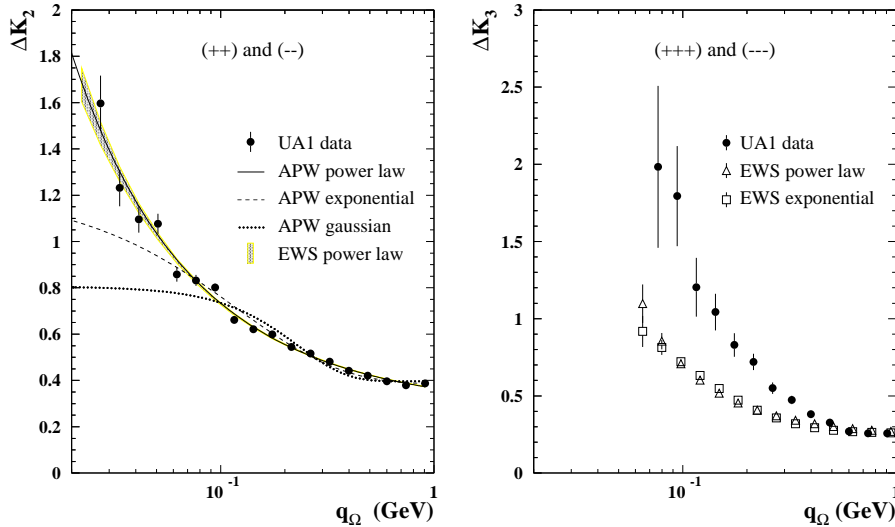 ΔK₂
2
1.8
1.6
1.4
1.2
1
0.8
0.6
0.4
0.2
0
(++) and (--)
UA1 data
APW power law
APW exponential
APW gaussian
EWS power law
10⁻¹
1
q_Ω (GeV)
ΔK₃
3
2.5
2
1.5
1
0.5
0
(+++) and (---)
UA1 data
EWS power law
EWS exponential
10⁻¹
1
q_Ω (GeV)